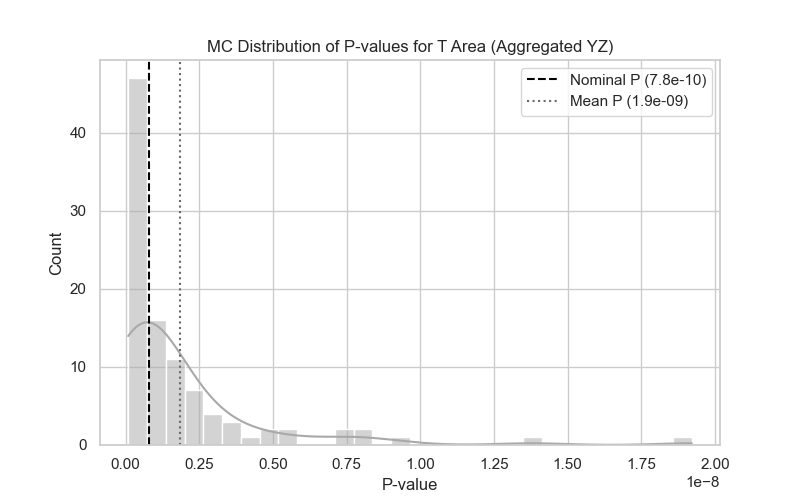 MC Distribution of P-values for T Area (Aggregated YZ)
Nominal P (7.8e-10)
Mean P (1.9e-09)
Count
40
30
20
10
0
0.00 0.25 0.50 0.75 1.00 1.25 1.50 1.75 2.00
1e−8
P-value